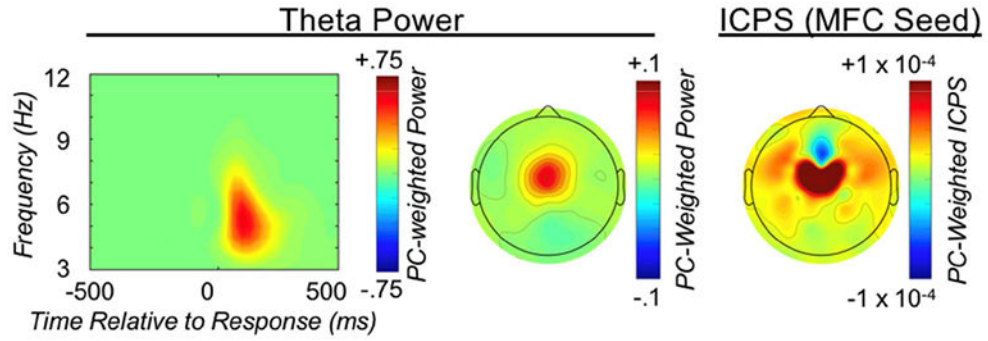 Theta Power
ICPS (MFC Seed)
+.75
+.1
+1 x 10-4
12
9
6
3
Frequency (Hz)
-500
0
500
Time Relative to Response (ms)
PC-weighted Power
-.75
PC-Weighted Power
-.1
PC-Weighted ICPS
-1 x 10-4